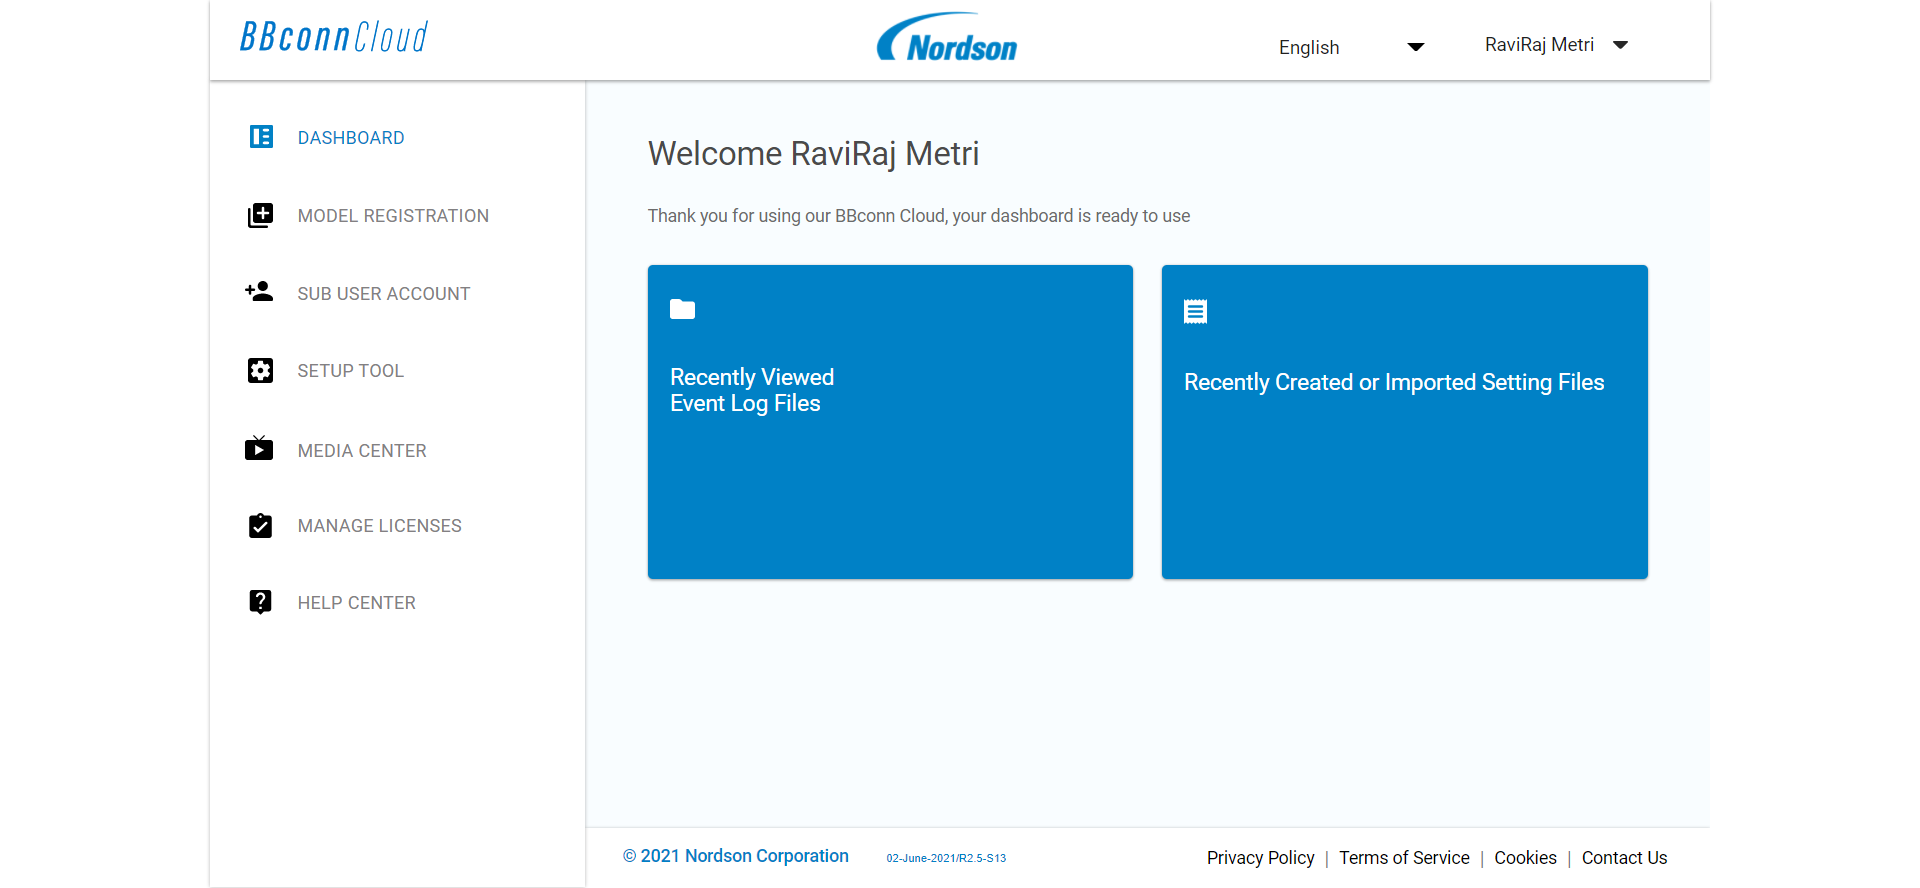 BBconnCloud
Nordson
English
RaviRaj Metri
DASHBOARD
MODEL REGISTRATION
SUB USER ACCOUNT
SETUP TOOL
MEDIA CENTER
MANAGE LICENSES
HELP CENTER
Welcome RaviRaj Metri
Thank you for using our BBconn Cloud, your dashboard is ready to use
Recently Viewed
Event Log Files
Recently Created or Imported Setting Files
© 2021 Nordson Corporation
02-June-2021/R2.5-S13
Privacy Policy | Terms of Service | Cookies | Contact Us